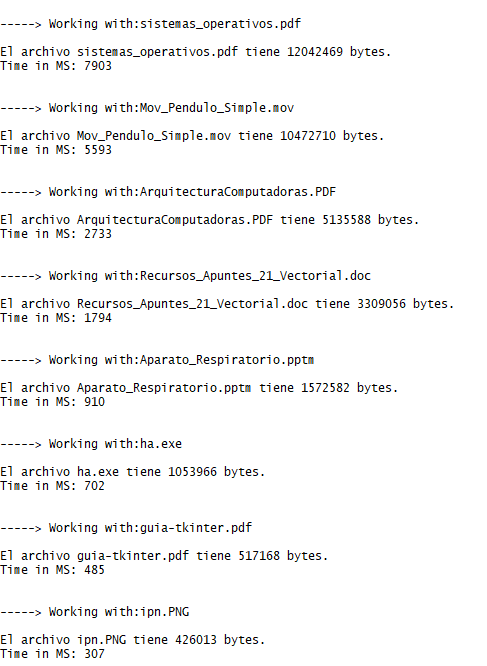 -----> Working with:sistemas_operativos.pdf
El archivo sistemas_operativos.pdf tiene 12042469 bytes.
Time in MS: 7903
-----> Working with:Mov_Pendulo_Simple.mov
El archivo Mov_Pendulo_Simple.mov tiene 10472710 bytes.
Time in MS: 5593
-----> Working with:ArquitecturaComputadoras.PDF
El archivo ArquitecturaComputadoras.PDF tiene 5135588 bytes.
Time in MS: 2733
-----> Working with:Recursos_Apuntes_21_Vectorial.doc
El archivo Recursos_Apuntes_21_Vectorial.doc tiene 3309056 bytes.
Time in MS: 1794
-----> Working with:Aparato_Respiratorio.pptm
El archivo Aparato_Respiratorio.pptm tiene 1572582 bytes.
Time in MS: 910
-----> Working with:ha.exe
El archivo ha.exe tiene 1053966 bytes.
Time in MS: 702
-----> Working with:guia-tkinter.pdf
El archivo guia-tkinter.pdf tiene 517168 bytes.
Time in MS: 485
-----> Working with:ipn.PNG
El archivo ipn.PNG tiene 426013 bytes.
Time in MS: 307